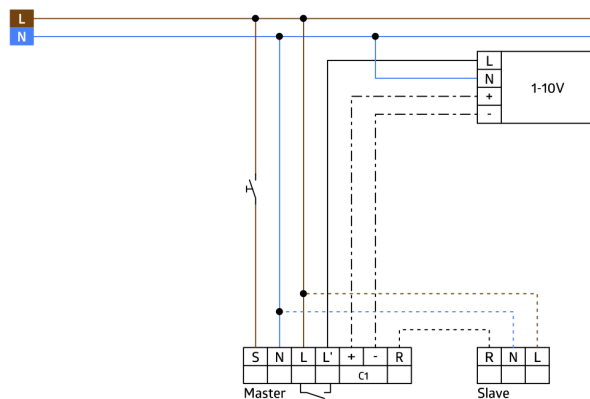 L
N
L
N
+
-
1-10V
S N L L' + - R
C1
R N L
Master
Slave